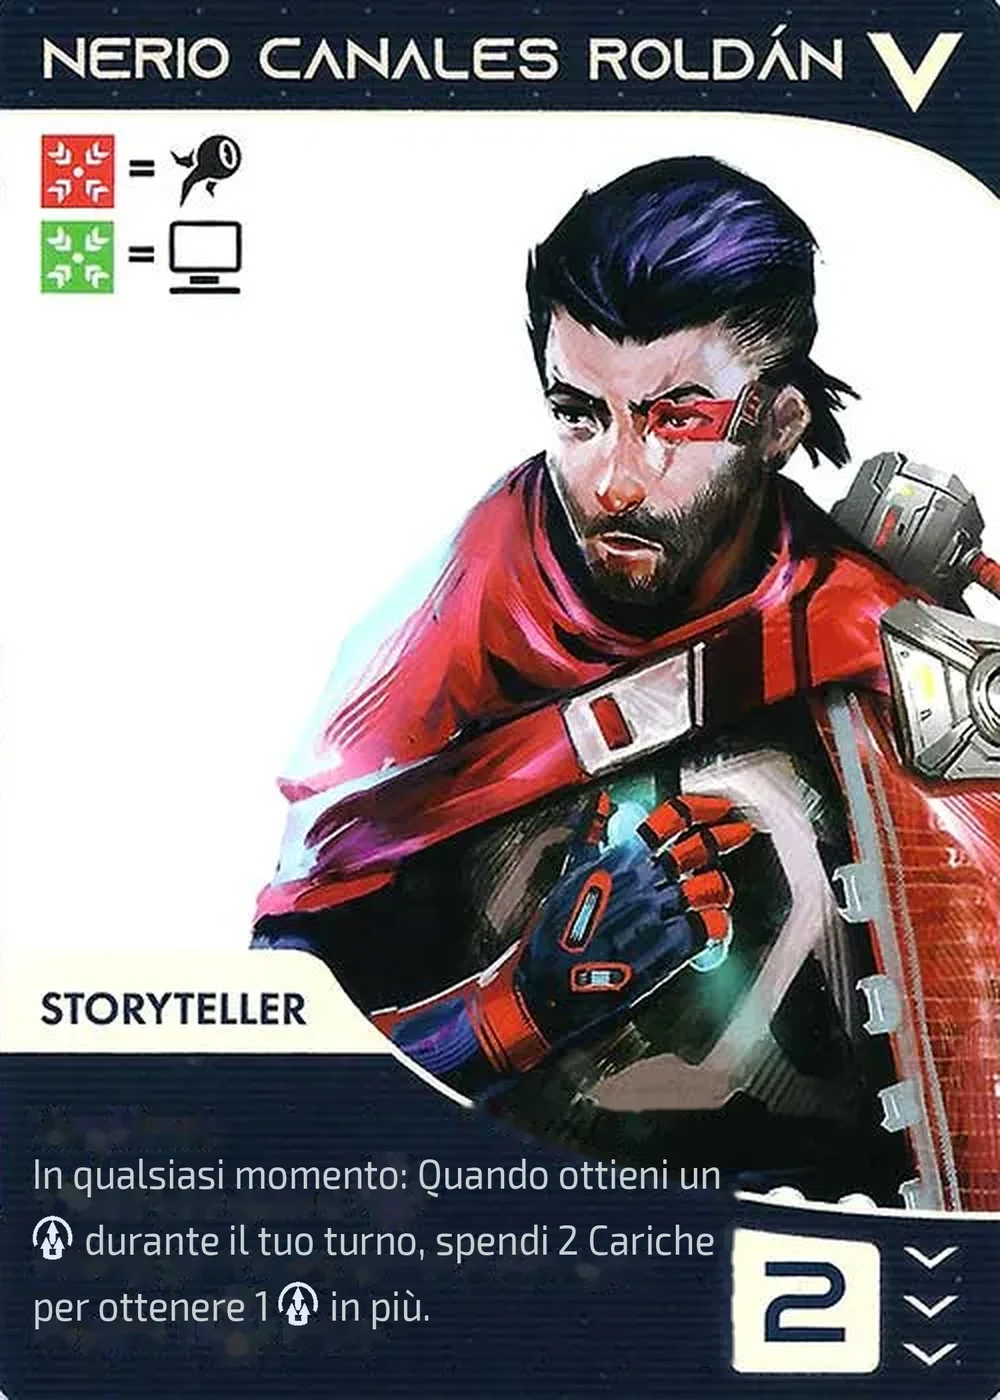 NERIO CANALES ROLDÁN
=
=
STORYTELLER
In qualsiasi momento: Quando ottieni un
durante il tuo turno, spendi 2 Cariche
per ottenere 1 in più.
2